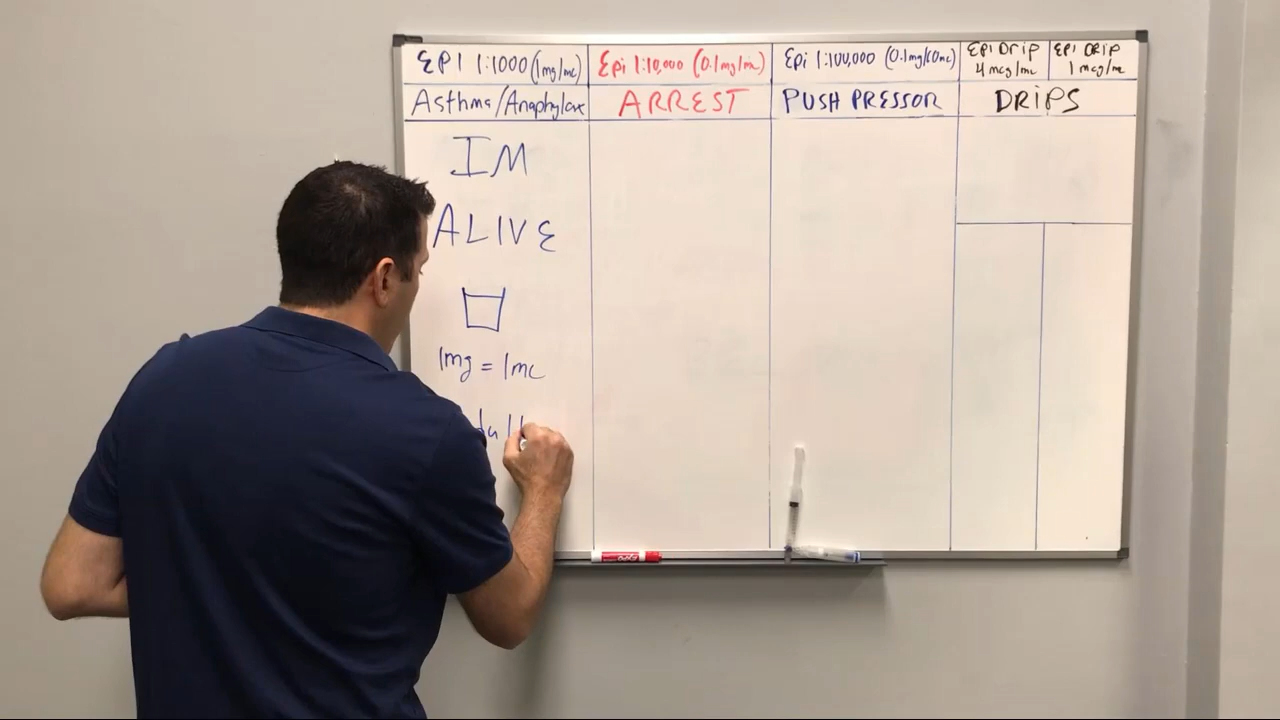 EPI 1:1000 (1mg/mL)
Epi 1:10,000 (0.1mg/mL)
Epi 1:100,000 (0.1mg/10mL)
EPI Drip
4 mcg/mL
EPI DRIP
1 mcg/mL
Asthma/Anaphylaxis
ARREST
PUSH PRESSOR
DRIPS
IM
ALIVE
1mg = 1mL